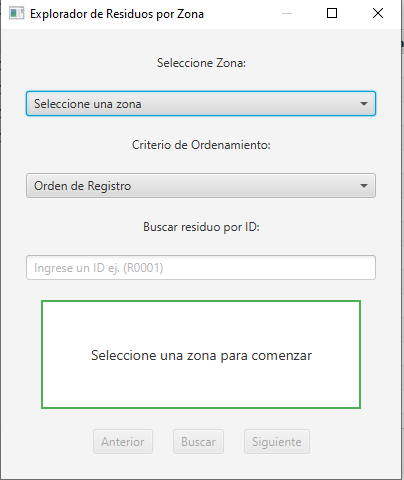 Explorador de Residuos por Zona
Seleccione Zona:
Seleccione una zona
Criterio de Ordenamiento:
Orden de Registro
Buscar residuo por ID:
Ingrese un ID ej. (R0001)
Seleccione una zona para comenzar
Anterior Buscar Siguiente